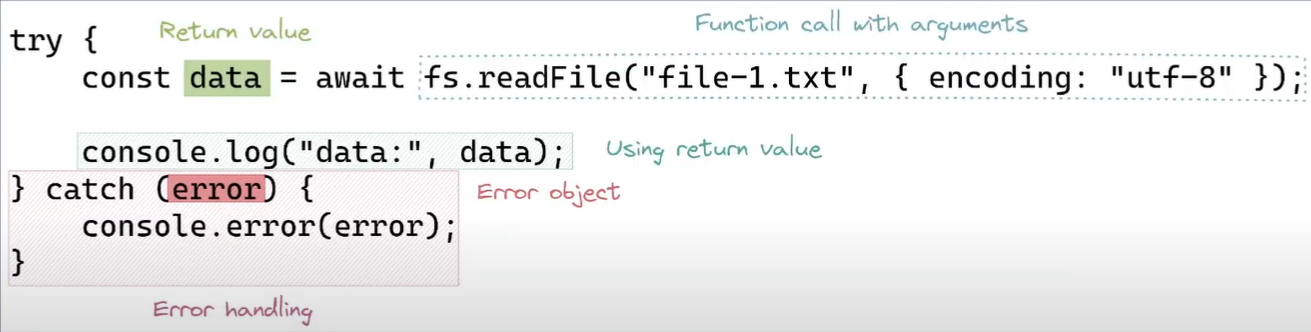 Function call with arguments
try {
Return value
const data = await fs.readFile("file-1.txt", { encoding: "utf-8" });
console.log("data:", data);
Using return value
} catch (error) {
Error object
console.error(error);
}
Error handling